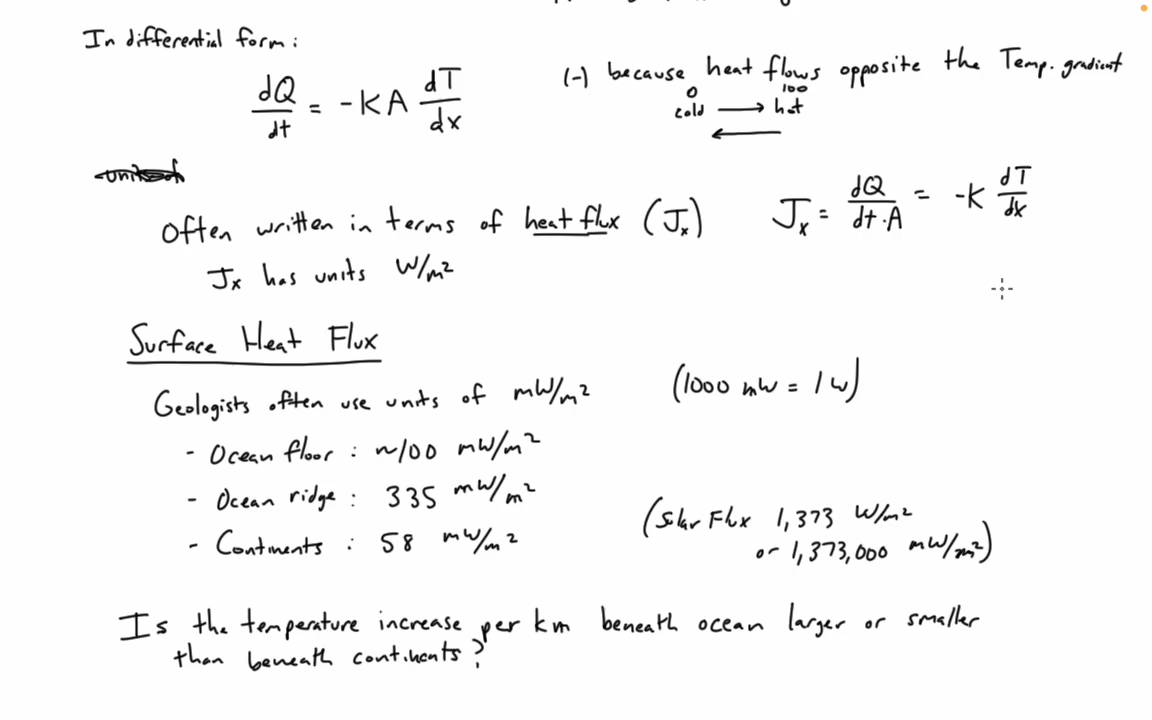 In differential form:
dQ/dt = -KA dT/dx
(-) because heat flows opposite the Temp. gradient
0 100
cold → hot
←
Often written in terms of heat flux (Jx) Jx = dQ/dt·A = -K dT/dx
Jx has units W/m²
Surface Heat Flux
Geologists often use units of mW/m² (1000 mW = 1 W)
- Ocean floor : ~100 mW/m²
- Ocean ridge : 335 mW/m²
(Solar Flux 1,373 W/m²
- Continents : 58 mW/m²
or 1,373,000 mW/m²)
Is the temperature increase per km beneath ocean larger or smaller
than beneath continents?